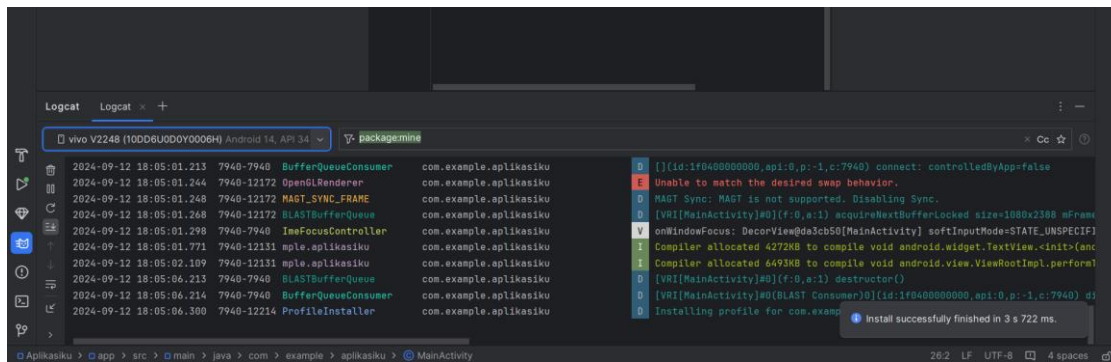 Logcat Logcat × +
vivo V2248 (10DD6U0D0Y0006H) Android 14, API 34 package:mine × Cc
2024-09-12 18:05:01.213 7940-7940 BufferQueueConsumer com.example.aplikasiku D [](id:1f0400000000,api:0,p:-1,c:7940) connect: controlledByApp=false
2024-09-12 18:05:01.244 7940-12172 OpenGLRenderer com.example.aplikasiku E Unable to match the desired swap behavior.
2024-09-12 18:05:01.248 7940-12172 MAGT_SYNC_FRAME com.example.aplikasiku D MAGT Sync: MAGT is not supported. Disabling Sync.
2024-09-12 18:05:01.268 7940-12172 BLASTBufferQueue com.example.aplikasiku D [VRI[MainActivity]#0](f:0,a:1) acquireNextBufferLocked size=1080x2388 mFrame
2024-09-12 18:05:01.298 7940-7940 ImeFocusController com.example.aplikasiku V onWindowFocus: DecorView@da3cb50[MainActivity] softInputMode=STATE_UNSPECIFI
2024-09-12 18:05:01.771 7940-12131 mple.aplikasiku com.example.aplikasiku I Compiler allocated 4272KB to compile void android.widget.TextView.<init>(and
2024-09-12 18:05:02.109 7940-12131 mple.aplikasiku com.example.aplikasiku I Compiler allocated 6493KB to compile void android.view.ViewRootImpl.performT
2024-09-12 18:05:06.213 7940-7940 BLASTBufferQueue com.example.aplikasiku D [VRI[MainActivity]#0](f:0,a:1) destructor()
2024-09-12 18:05:06.214 7940-7940 BufferQueueConsumer com.example.aplikasiku D [VRI[MainActivity]#0(BLAST Consumer)0](id:1f0400000000,api:0,p:-1,c:7940) di
2024-09-12 18:05:06.300 7940-12214 ProfileInstaller com.example.aplikasiku D Installing profile for com.examp
Install successfully finished in 3 s 722 ms.
Aplikasiku > app > src > main > java > com > example > aplikasiku > MainActivity 26:2 LF UTF-8 4 spaces